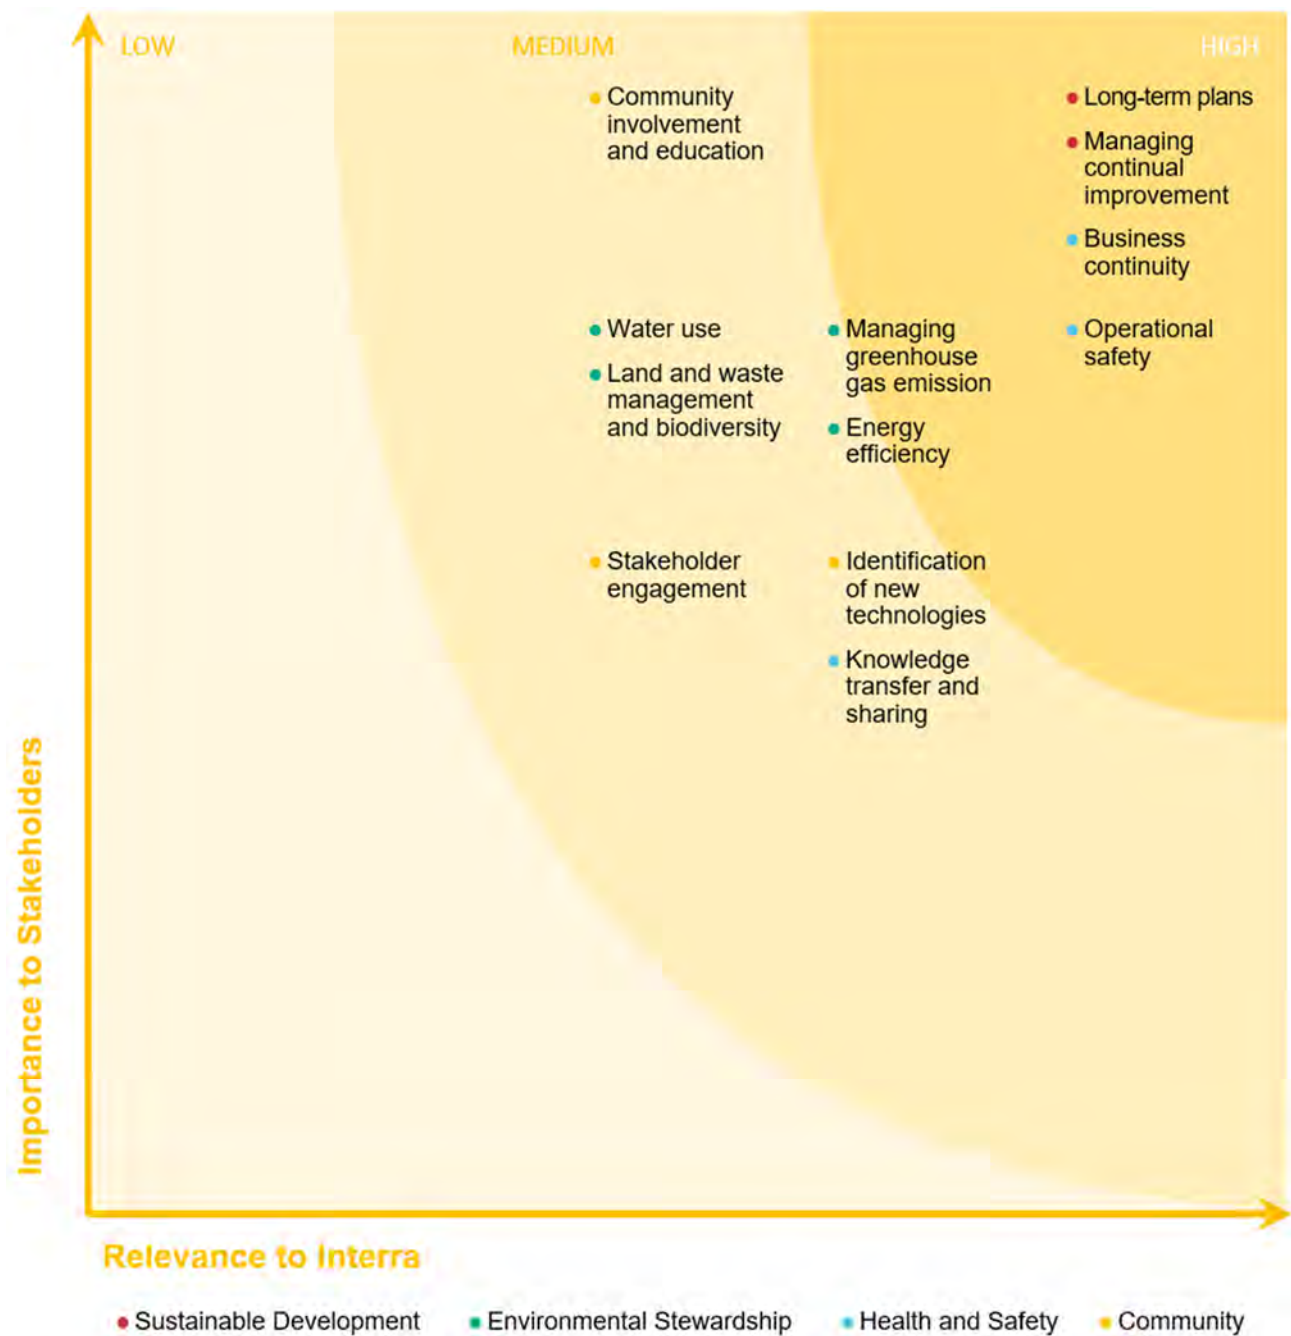 LOW
MEDIUM
HIGH
Community
involvement
and education
Long-term plans
Managing
continual
improvement
Business
continuity
Water use
Land and waste
management
and biodiversity
Managing
greenhouse
gas emission
Energy
efficiency
Operational
safety
Stakeholder
engagement
Identification
of new
technologies
Knowledge
transfer and
sharing
Importance to Stakeholders
Relevance to Interra
Sustainable Development
Environmental Stewardship
Health and Safety
Community